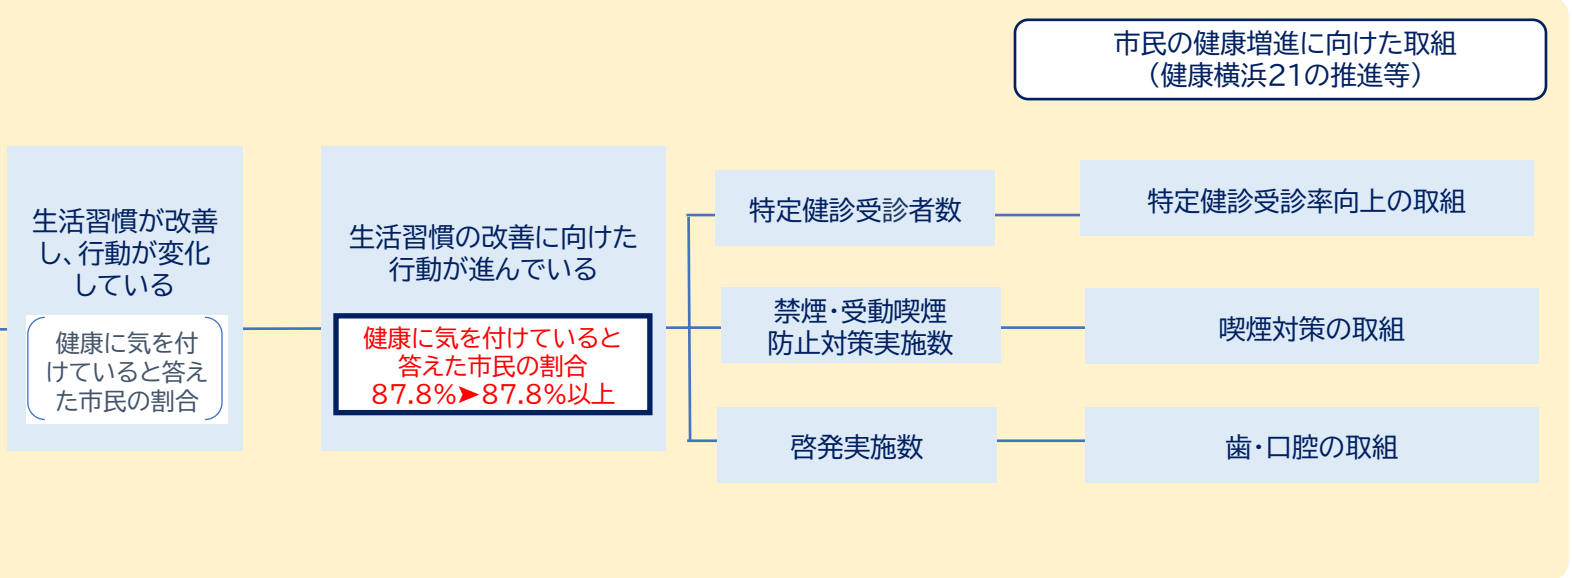 市民の健康増進に向けた取組
（健康横浜21の推進等）
生活習慣が改善
し、行動が変化
している
健康に気を付
けていると答え
た市民の割合
生活習慣の改善に向けた
行動が進んでいる
健康に気を付けていると
答えた市民の割合
87.8%➤87.8%以上
特定健診受診者数
特定健診受診率向上の取組
禁煙・受動喫煙
防止対策実施数
喫煙対策の取組
啓発実施数
歯・口腔の取組